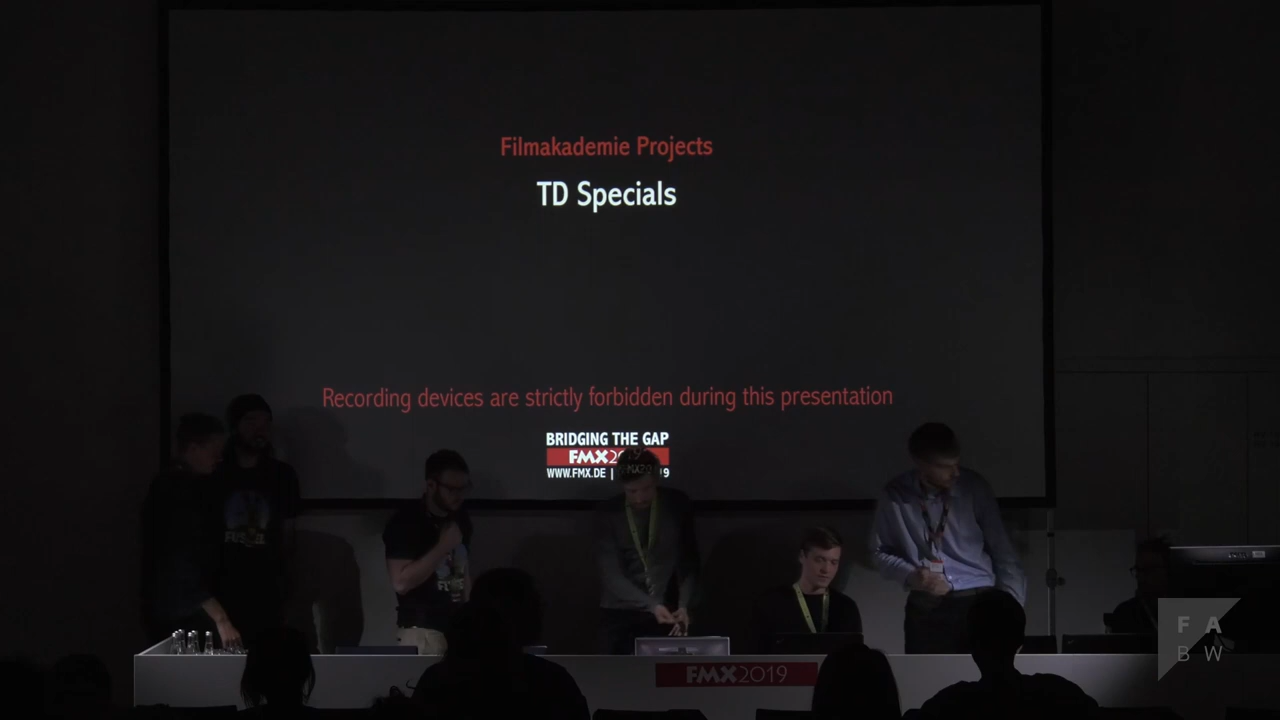 Filmakademie Projects
TD Specials
Recording devices are strictly forbidden during this presentation
BRIDGING THE GAP
FMX2019
WWW.FMX.DE |
FMX2019
F A
B W